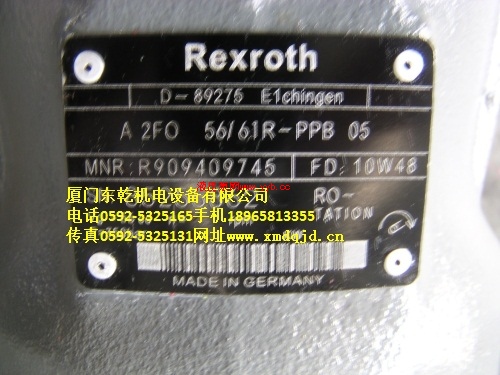 Rexroth
D-89275 E1chingen
A 2FO 56/61R-PPB 05
MNR: R909409745 FD: 10W48
厦门东乾机电设备有限公司
RO-
电话0592-5325165手机18965813355
TATION
传真0592-5325131网址www.xmdqjd.cn
MADE IN GERMANY